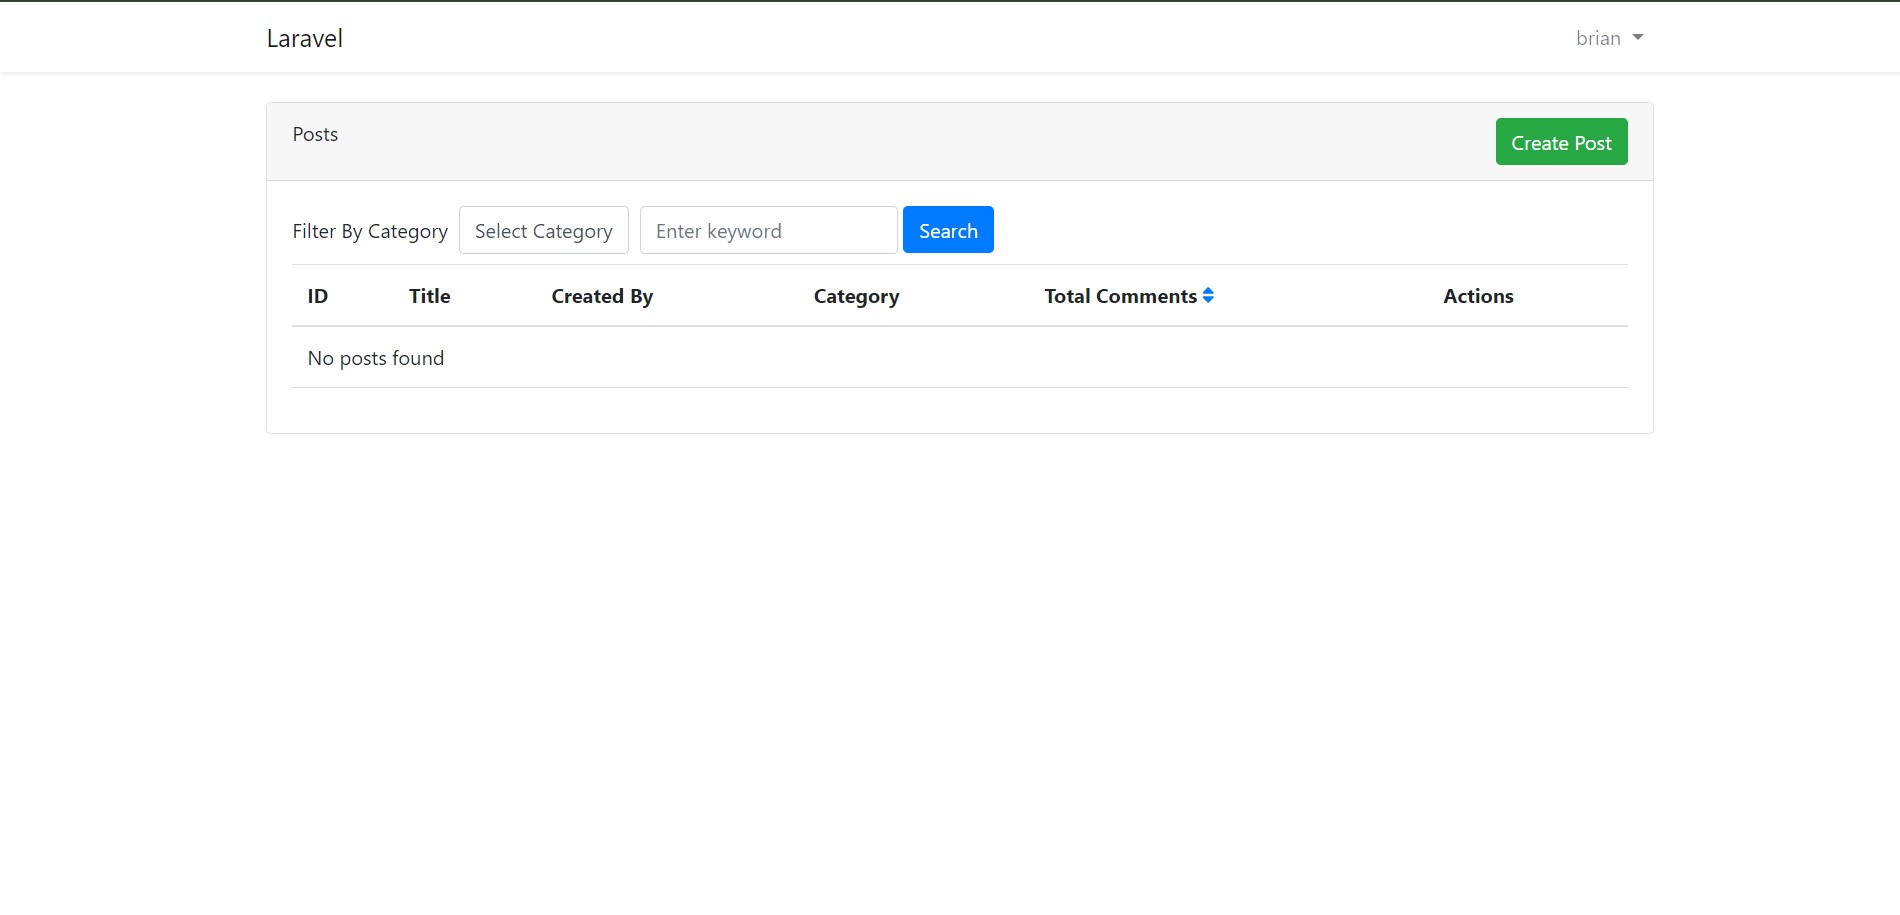 Laravel brian
Posts Create Post
Filter By Category Select Category Enter keyword Search
ID Title Created By Category Total Comments Actions
No posts found